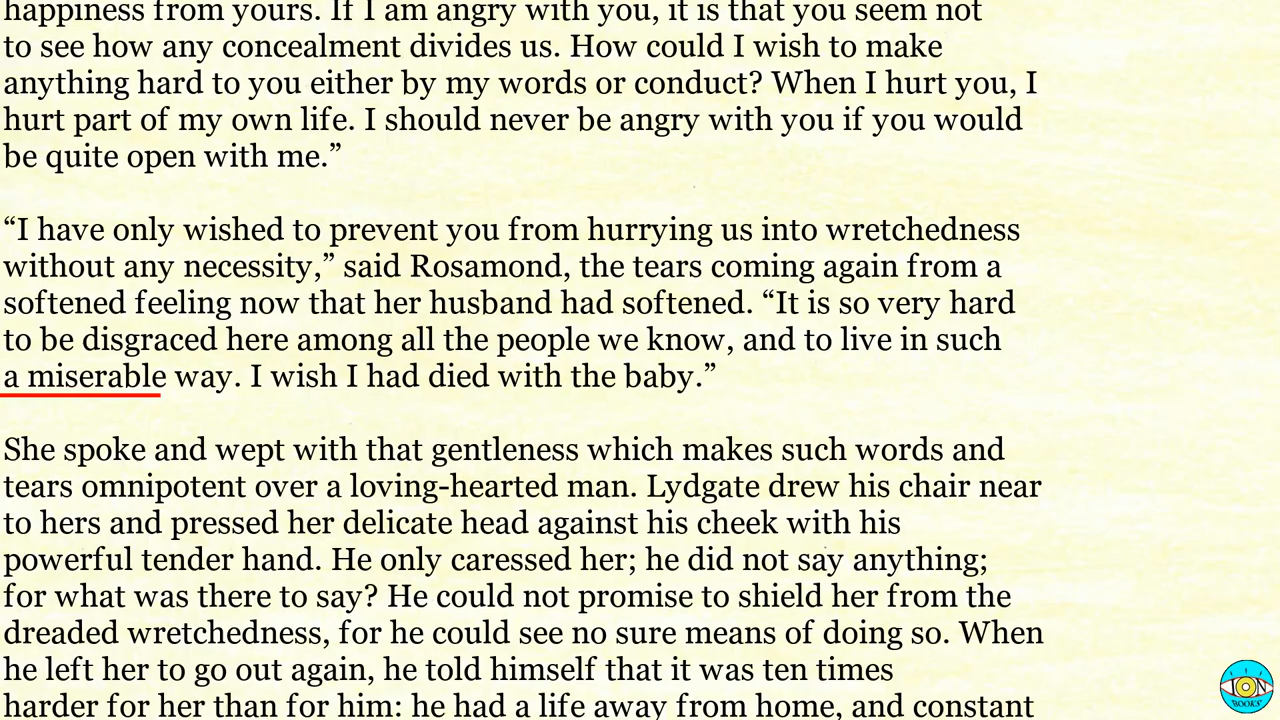 happiness from yours. If I am angry with you, it is that you seem not
to see how any concealment divides us. How could I wish to make
anything hard to you either by my words or conduct? When I hurt you, I
hurt part of my own life. I should never be angry with you if you would
be quite open with me.”
“I have only wished to prevent you from hurrying us into wretchedness
without any necessity,” said Rosamond, the tears coming again from a
softened feeling now that her husband had softened. “It is so very hard
to be disgraced here among all the people we know, and to live in such
a miserable way. I wish I had died with the baby.”
She spoke and wept with that gentleness which makes such words and
tears omnipotent over a loving-hearted man. Lydgate drew his chair near
to hers and pressed her delicate head against his cheek with his
powerful tender hand. He only caressed her; he did not say anything;
for what was there to say? He could not promise to shield her from the
dreaded wretchedness, for he could see no sure means of doing so. When
he left her to go out again, he told himself that it was ten times
harder for her than for him: he had a life away from home, and constant
ION
BOOKS